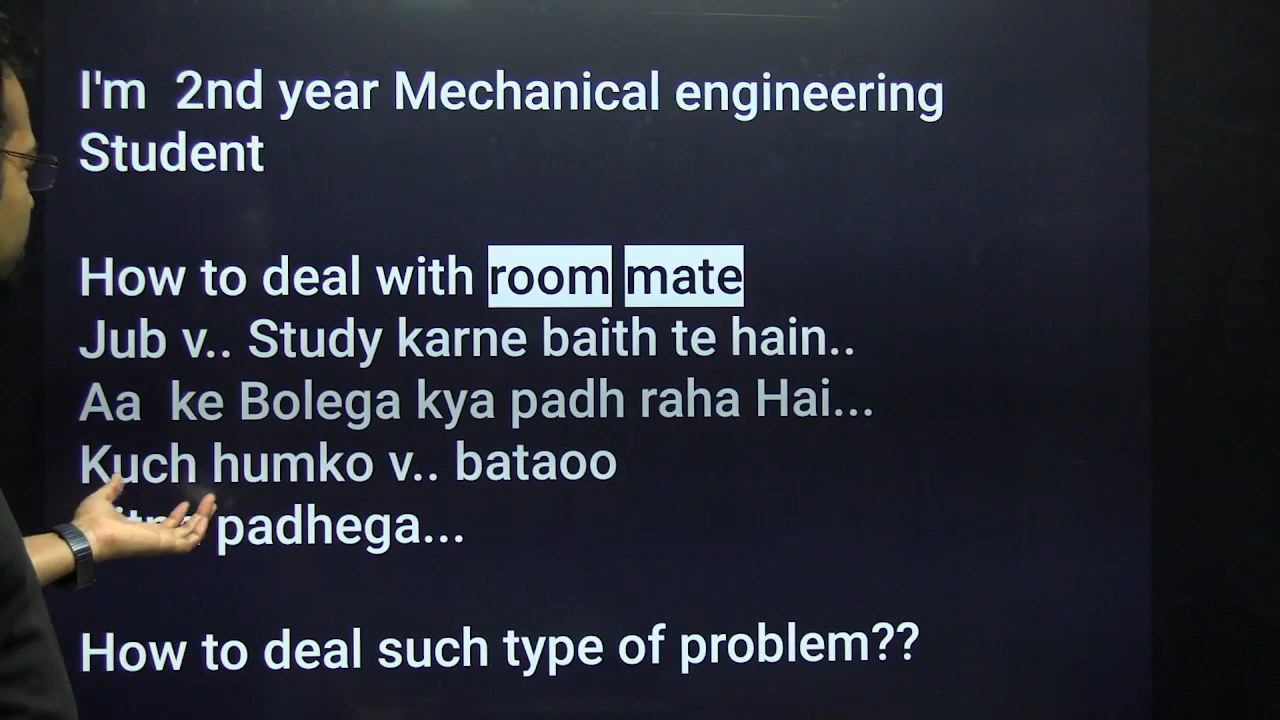 I'm 2nd year Mechanical engineering
Student
How to deal with room mate
Jub v.. Study karne baith te hain..
Aa ke Bolega kya padh raha Hai...
Kuch humko v.. bataoo
padhega...
How to deal such type of problem??